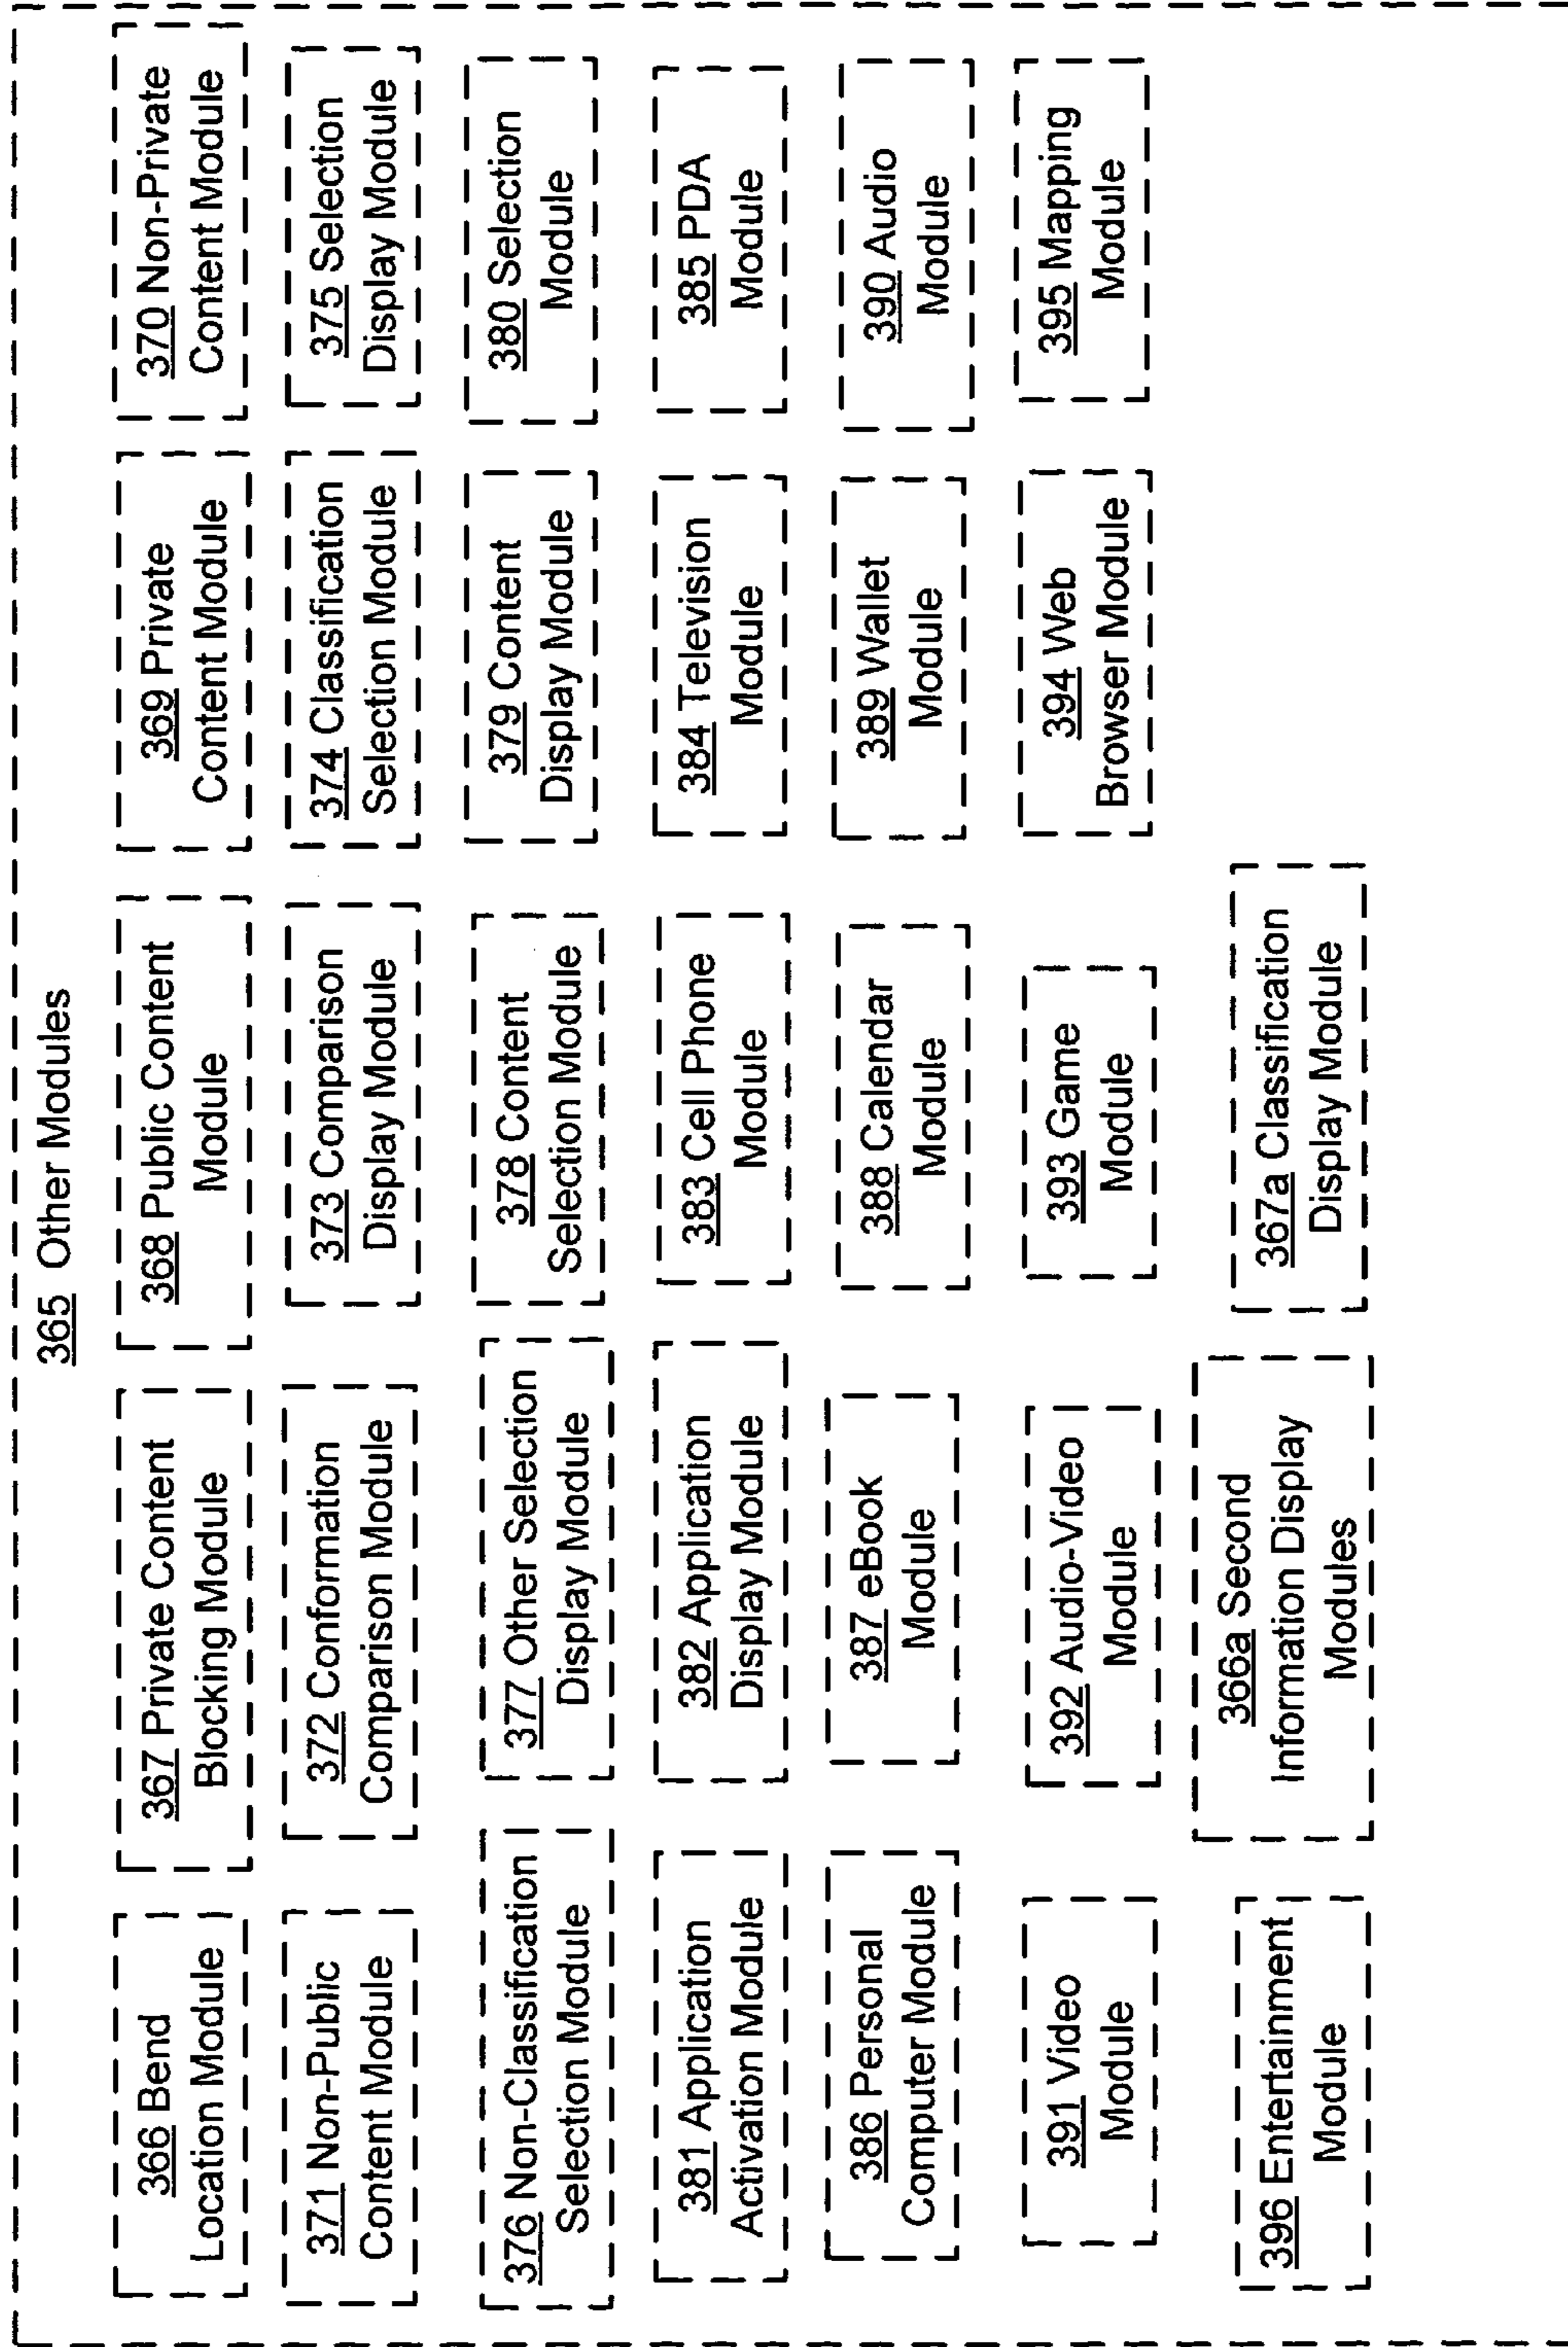 365 Other Modules
366 Bend
Location Module
367 Private Content
Blocking Module
368 Public Content
Module
369 Private
Content Module
370 Non-Private
Content Module
371 Non-Public
Content Module
372 Conformation
Comparison Module
373 Comparison
Display Module
374 Classification
Selection Module
375 Selection
Display Module
376 Non-Classification
Selection Module
377 Other Selection
Display Module
378 Content
Selection Module
379 Content
Display Module
380 Selection
Module
381 Application
Activation Module
382 Application
Display Module
383 Cell Phone
Module
384 Television
Module
385 PDA
Module
386 Personal
Computer Module
387 eBook
Module
388 Calendar
Module
389 Wallet
Module
390 Audio
Module
391 Video
Module
392 Audio-Video
Module
393 Game
Module
394 Web
Browser Module
395 Mapping
Module
396 Entertainment
Module
366a Second
Information Display
Modules
367a Classification
Display Module